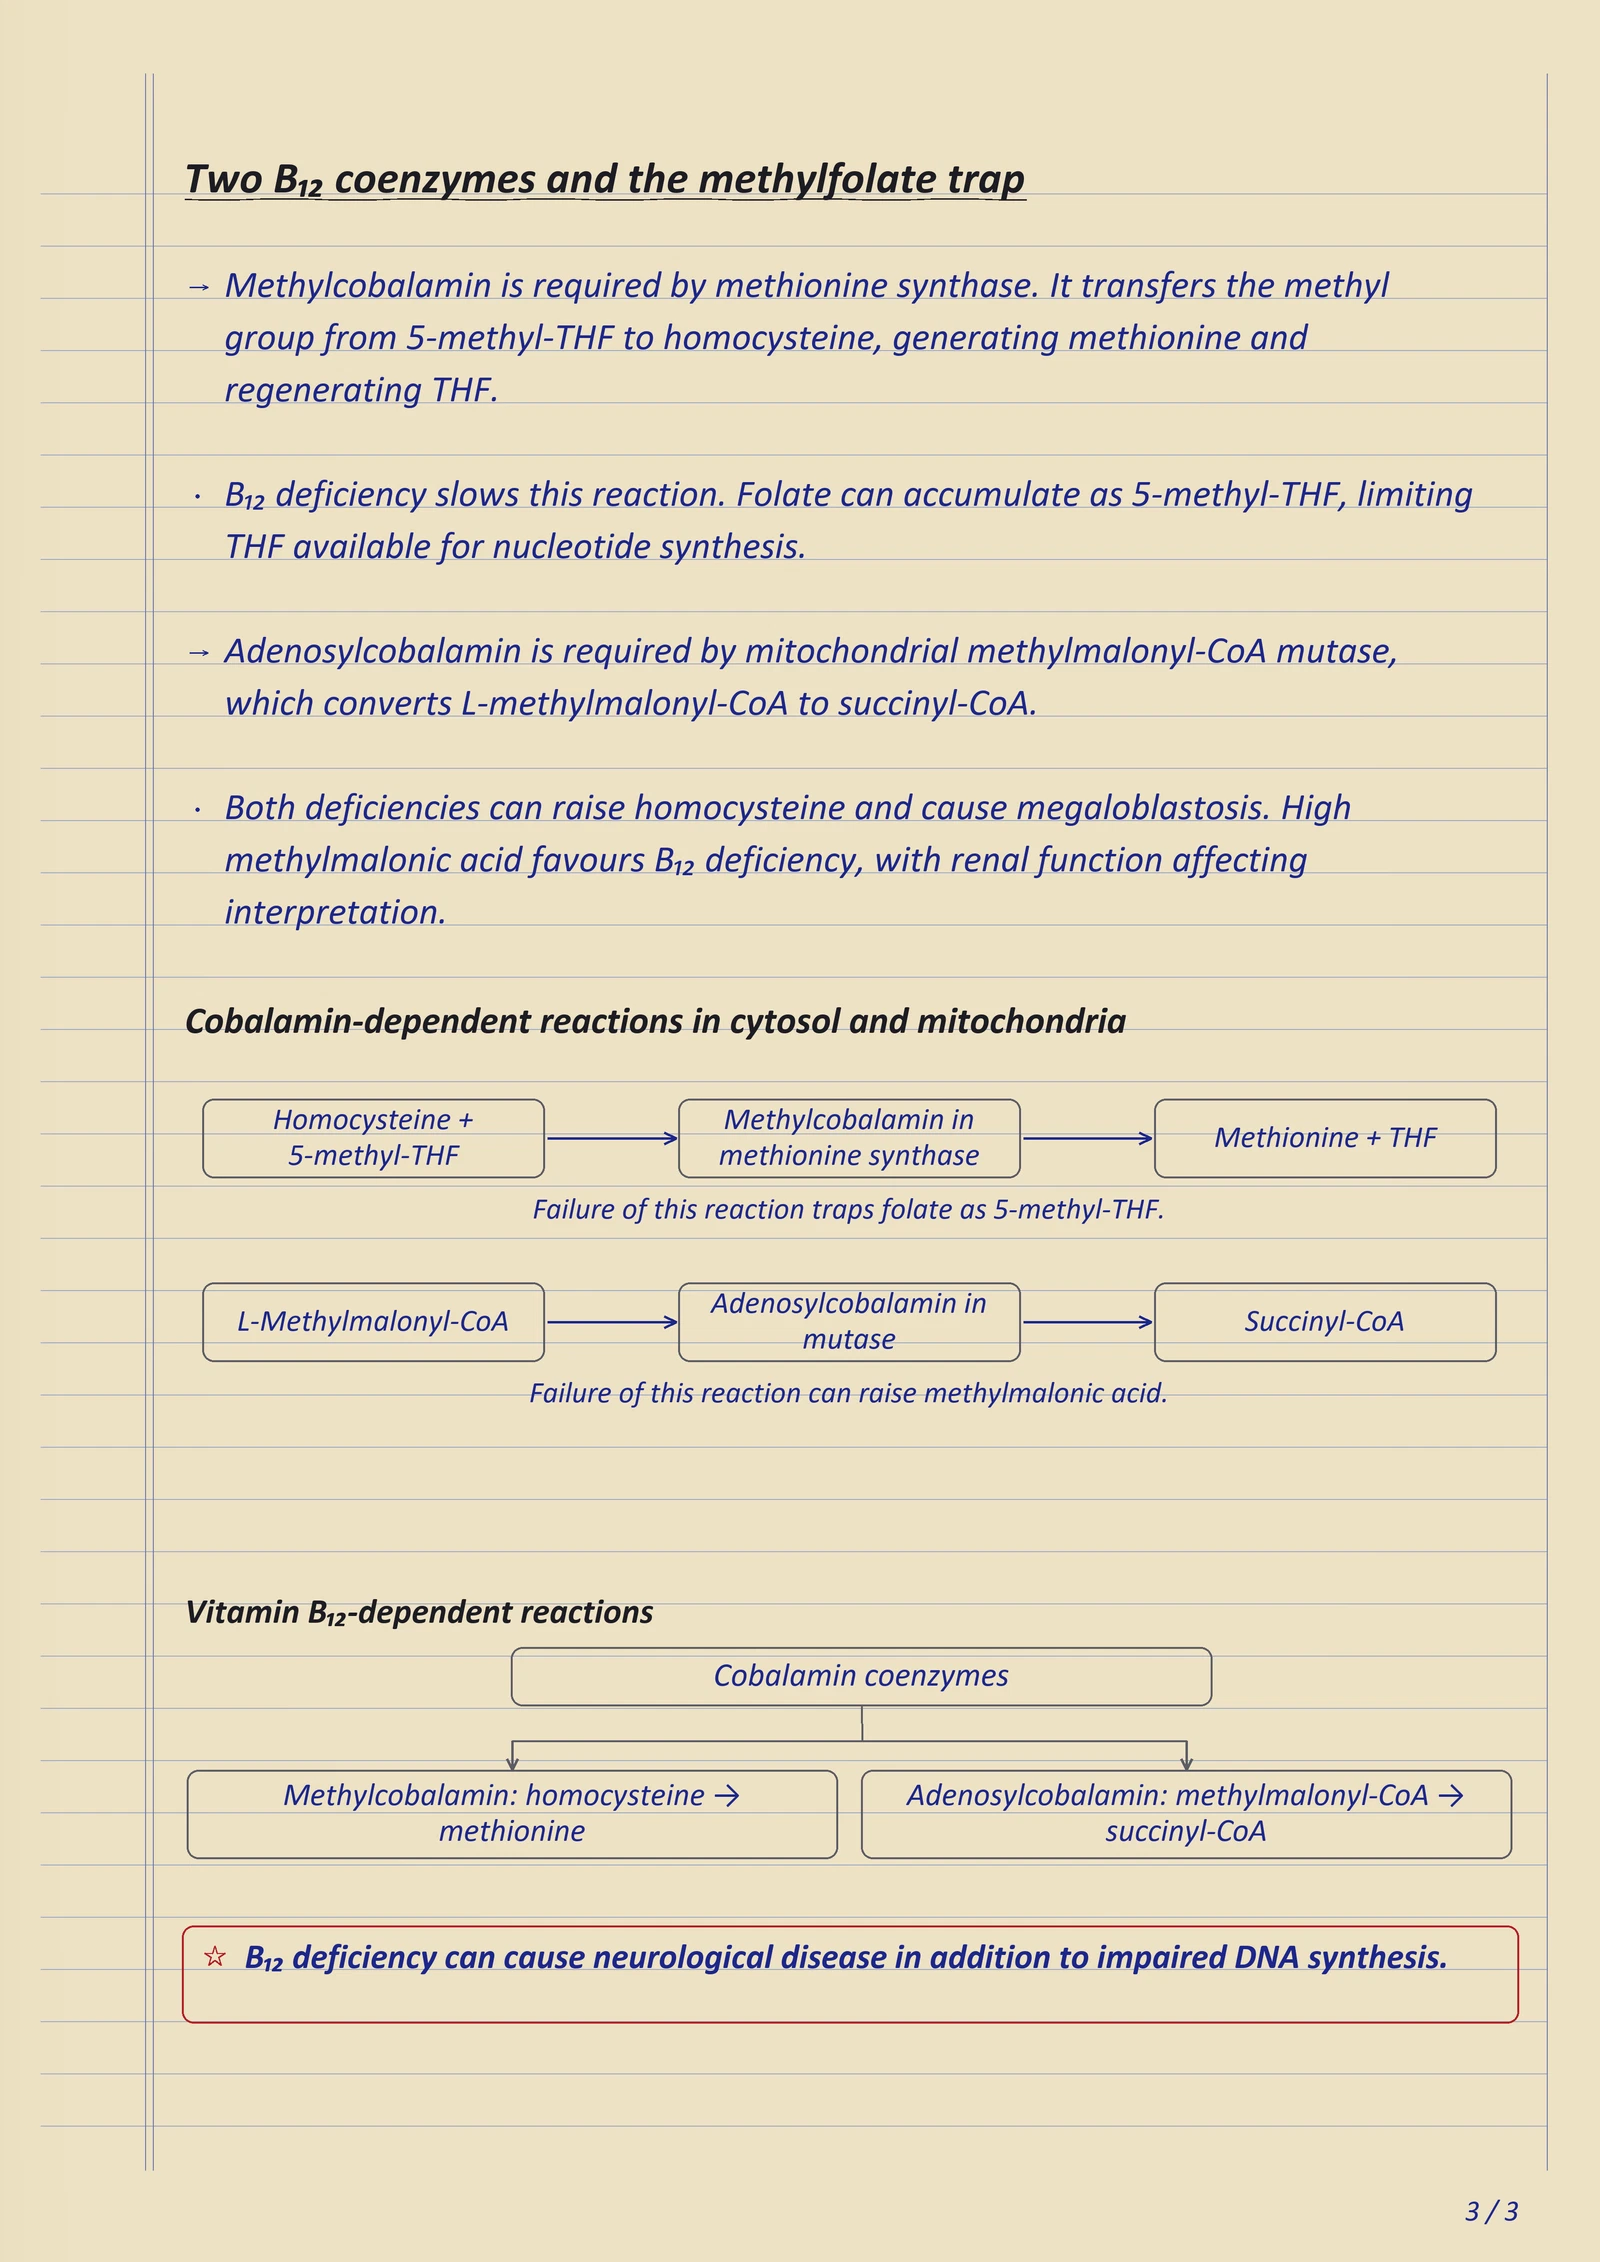 Two B₁₂ coenzymes and the methylfolate trap
→ Methylcobalamin is required by methionine synthase. It transfers the methyl
group from 5-methyl-THF to homocysteine, generating methionine and
regenerating THF.
· B₁₂ deficiency slows this reaction. Folate can accumulate as 5-methyl-THF, limiting
THF available for nucleotide synthesis.
→ Adenosylcobalamin is required by mitochondrial methylmalonyl-CoA mutase,
which converts L-methylmalonyl-CoA to succinyl-CoA.
· Both deficiencies can raise homocysteine and cause megaloblastosis. High
methylmalonic acid favours B₁₂ deficiency, with renal function affecting
interpretation.
Cobalamin-dependent reactions in cytosol and mitochondria
Homocysteine +
5-methyl-THF
Methylcobalamin in
methionine synthase
Methionine + THF
Failure of this reaction traps folate as 5-methyl-THF.
L-Methylmalonyl-CoA
Adenosylcobalamin in
mutase
Succinyl-CoA
Failure of this reaction can raise methylmalonic acid.
Vitamin B₁₂-dependent reactions
Cobalamin coenzymes
Methylcobalamin: homocysteine →
methionine
Adenosylcobalamin: methylmalonyl-CoA →
succinyl-CoA
☆ B₁₂ deficiency can cause neurological disease in addition to impaired DNA synthesis.
3 / 3